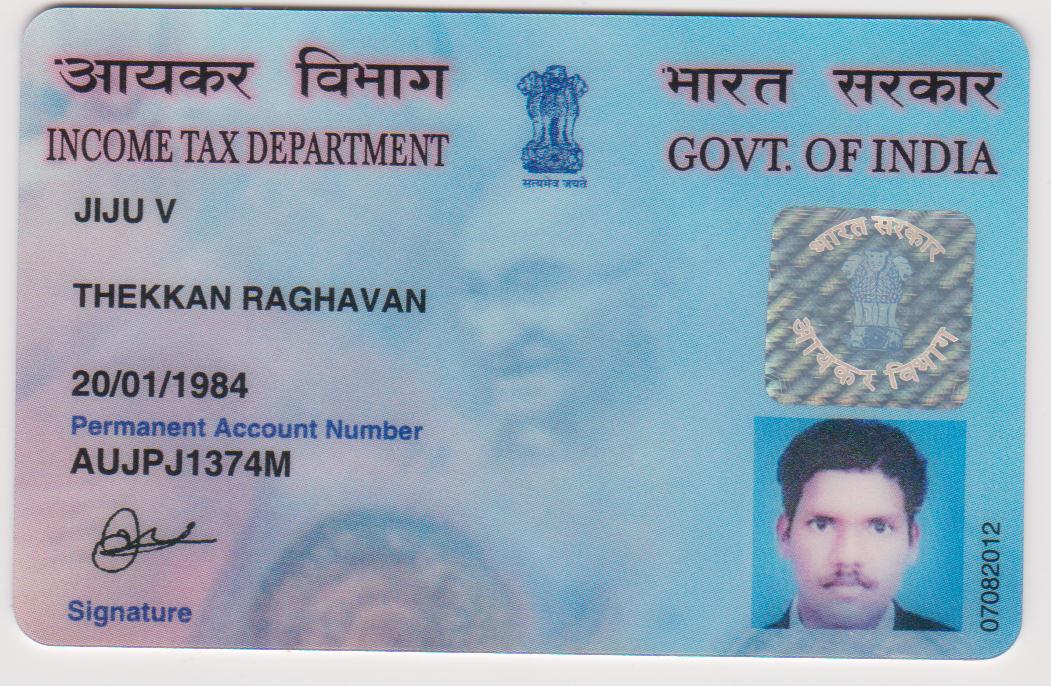 आयकर विभाग
INCOME TAX DEPARTMENT
सत्यमेव जयते
भारत सरकार
GOVT. OF INDIA
JIJU V
THEKKAN RAGHAVAN
20/01/1984
Permanent Account Number
AUJPJ1374M
Signature
भारत सरकार
आयकर विभाग
07082012